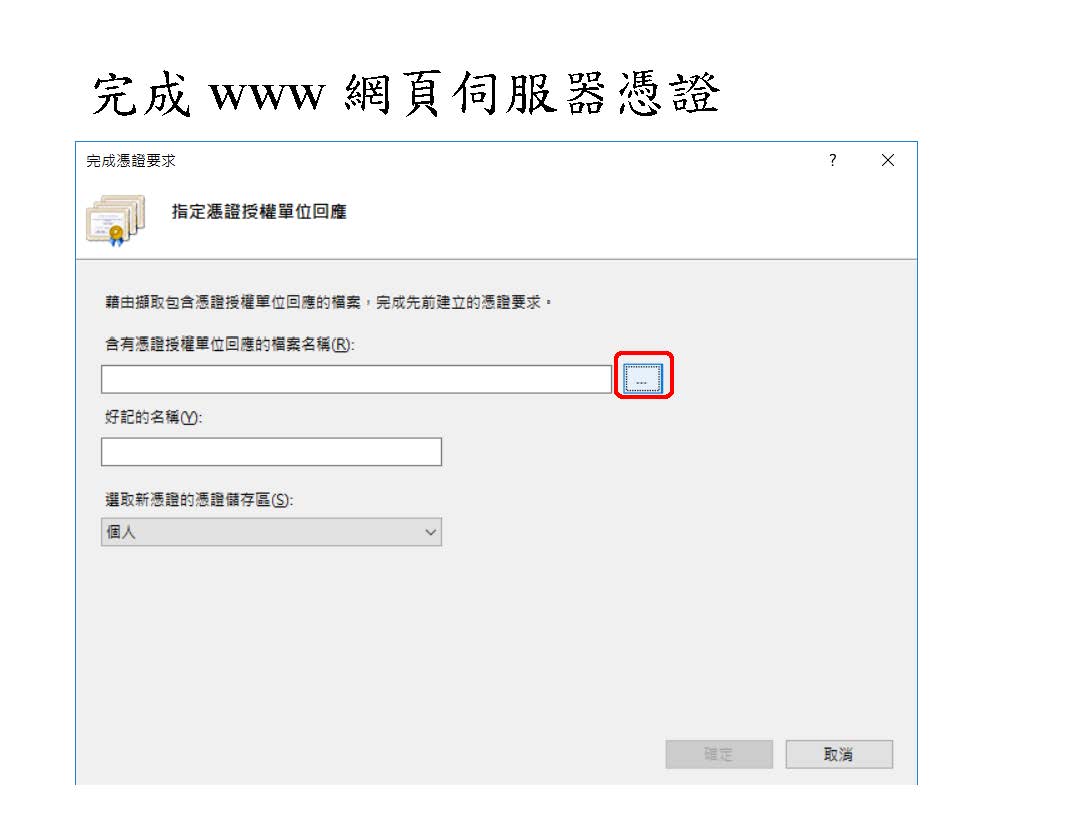 完成 www 網頁伺服器憑證
完成憑證要求
?
指定憑證授權單位回應
藉由擷取包含憑證授權單位回應的檔案，完成先前建立的憑證要求。
含有憑證授權單位回應的檔案名稱(R):
...
好記的名稱(Y):
選取新憑證的憑證儲存區(S):
個人
確定
取消